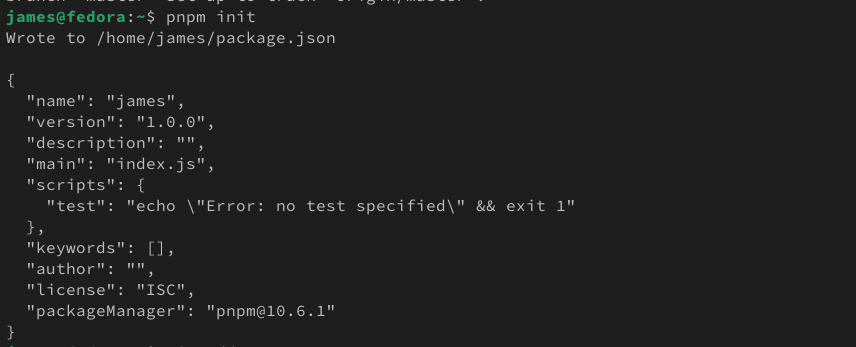 james@fedora:~$ pnpm init
Wrote to /home/james/package.json

{
  "name": "james",
  "version": "1.0.0",
  "description": "",
  "main": "index.js",
  "scripts": {
    "test": "echo \"Error: no test specified\" && exit 1"
  },
  "keywords": [],
  "author": "",
  "license": "ISC",
  "packageManager": "pnpm@10.6.1"
}